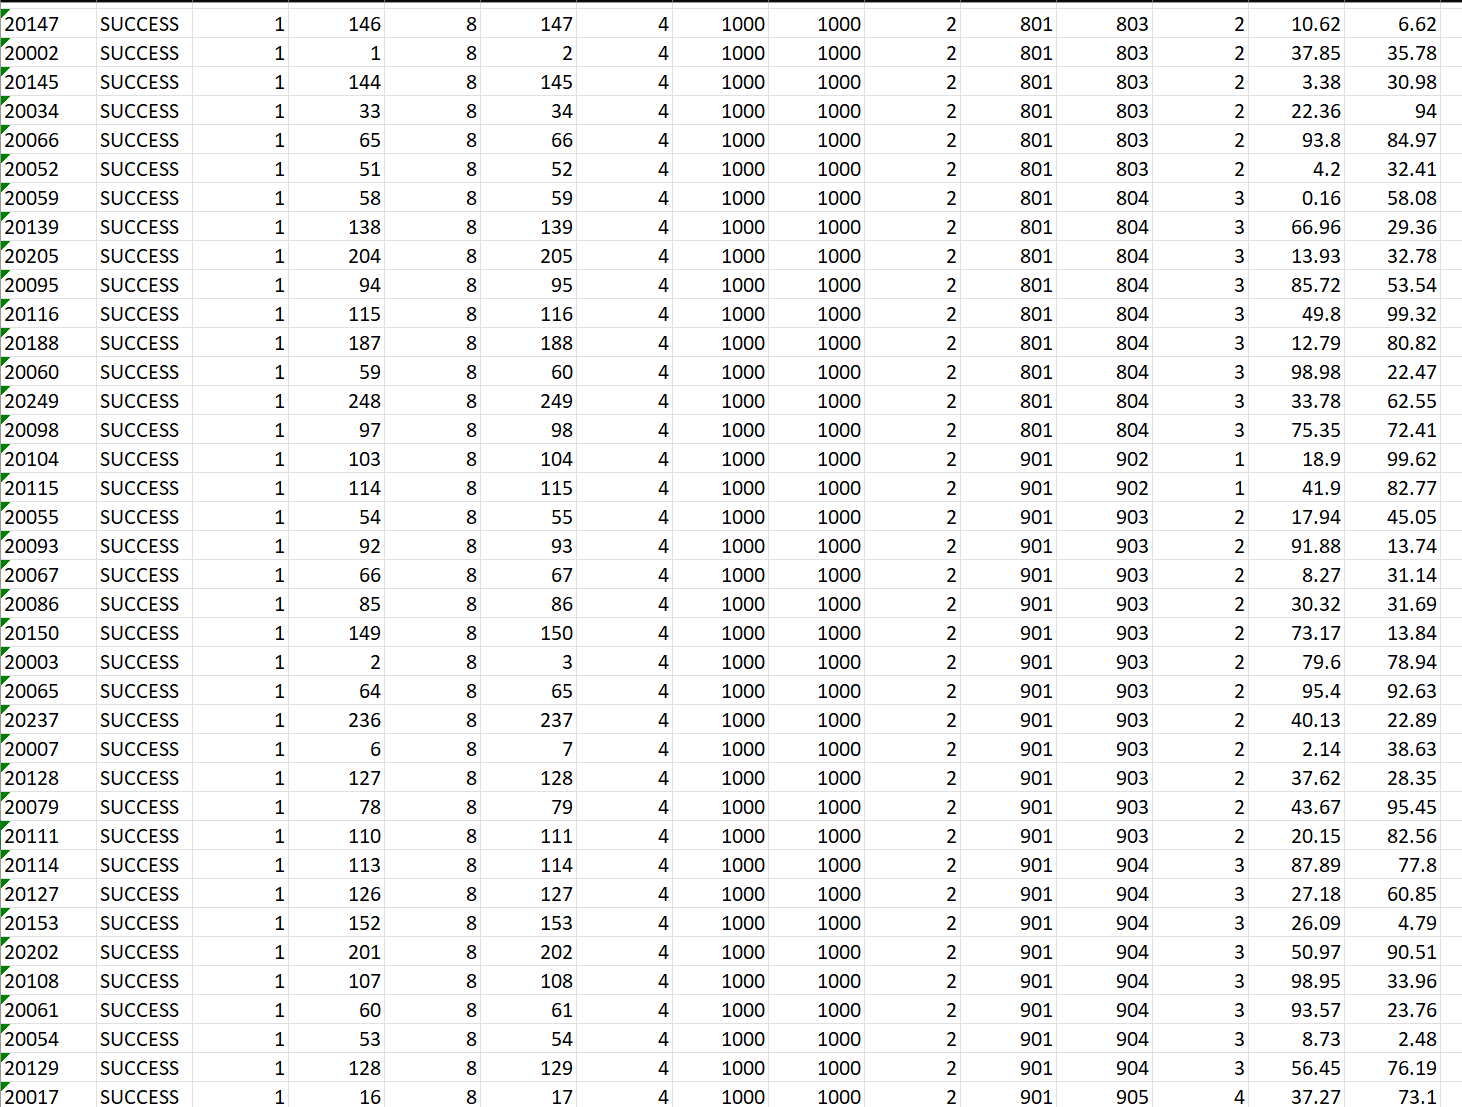 20147 SUCCESS 1 146 8 147 4 1000 1000 2 801 803 2 10.62 6.62
20002 SUCCESS 1 1 8 2 4 1000 1000 2 801 803 2 37.85 35.78
20145 SUCCESS 1 144 8 145 4 1000 1000 2 801 803 2 3.38 30.98
20034 SUCCESS 1 33 8 34 4 1000 1000 2 801 803 2 22.36 94
20066 SUCCESS 1 65 8 66 4 1000 1000 2 801 803 2 93.8 84.97
20052 SUCCESS 1 51 8 52 4 1000 1000 2 801 803 2 4.2 32.41
20059 SUCCESS 1 58 8 59 4 1000 1000 2 801 804 3 0.16 58.08
20139 SUCCESS 1 138 8 139 4 1000 1000 2 801 804 3 66.96 29.36
20205 SUCCESS 1 204 8 205 4 1000 1000 2 801 804 3 13.93 32.78
20095 SUCCESS 1 94 8 95 4 1000 1000 2 801 804 3 85.72 53.54
20116 SUCCESS 1 115 8 116 4 1000 1000 2 801 804 3 49.8 99.32
20188 SUCCESS 1 187 8 188 4 1000 1000 2 801 804 3 12.79 80.82
20060 SUCCESS 1 59 8 60 4 1000 1000 2 801 804 3 98.98 22.47
20249 SUCCESS 1 248 8 249 4 1000 1000 2 801 804 3 33.78 62.55
20098 SUCCESS 1 97 8 98 4 1000 1000 2 801 804 3 75.35 72.41
20104 SUCCESS 1 103 8 104 4 1000 1000 2 901 902 1 18.9 99.62
20115 SUCCESS 1 114 8 115 4 1000 1000 2 901 902 1 41.9 82.77
20055 SUCCESS 1 54 8 55 4 1000 1000 2 901 903 2 17.94 45.05
20093 SUCCESS 1 92 8 93 4 1000 1000 2 901 903 2 91.88 13.74
20067 SUCCESS 1 66 8 67 4 1000 1000 2 901 903 2 8.27 31.14
20086 SUCCESS 1 85 8 86 4 1000 1000 2 901 903 2 30.32 31.69
20150 SUCCESS 1 149 8 150 4 1000 1000 2 901 903 2 73.17 13.84
20003 SUCCESS 1 2 8 3 4 1000 1000 2 901 903 2 79.6 78.94
20065 SUCCESS 1 64 8 65 4 1000 1000 2 901 903 2 95.4 92.63
20237 SUCCESS 1 236 8 237 4 1000 1000 2 901 903 2 40.13 22.89
20007 SUCCESS 1 6 8 7 4 1000 1000 2 901 903 2 2.14 38.63
20128 SUCCESS 1 127 8 128 4 1000 1000 2 901 903 2 37.62 28.35
20079 SUCCESS 1 78 8 79 4 1000 1000 2 901 903 2 43.67 95.45
20111 SUCCESS 1 110 8 111 4 1000 1000 2 901 903 2 20.15 82.56
20114 SUCCESS 1 113 8 114 4 1000 1000 2 901 904 3 87.89 77.8
20127 SUCCESS 1 126 8 127 4 1000 1000 2 901 904 3 27.18 60.85
20153 SUCCESS 1 152 8 153 4 1000 1000 2 901 904 3 26.09 4.79
20202 SUCCESS 1 201 8 202 4 1000 1000 2 901 904 3 50.97 90.51
20108 SUCCESS 1 107 8 108 4 1000 1000 2 901 904 3 98.95 33.96
20061 SUCCESS 1 60 8 61 4 1000 1000 2 901 904 3 93.57 23.76
20054 SUCCESS 1 53 8 54 4 1000 1000 2 901 904 3 8.73 2.48
20129 SUCCESS 1 128 8 129 4 1000 1000 2 901 904 3 56.45 76.19
20017 SUCCESS 1 16 8 17 4 1000 1000 2 901 905 4 37.27 73.1